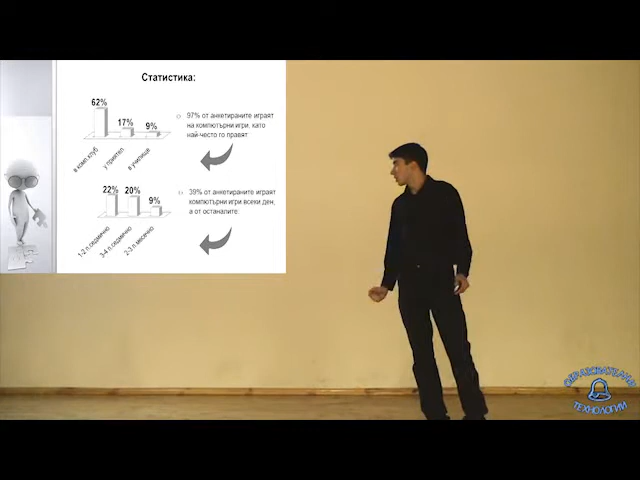 Статистика:
62%
17%
9%
в комп.клуб
у приятел
в училище
97% от анкетираните играят
на компютърни игри, като
най-често го правят
22%
20%
9%
1-2 п.седмично
3-4 п.седмично
2-3 п.месечно
39% от анкетираните играят
компютърни игри всеки ден,
а от останалите:
ОБРАЗОВАТЕЛНИ
ТЕХНОЛОГИИ